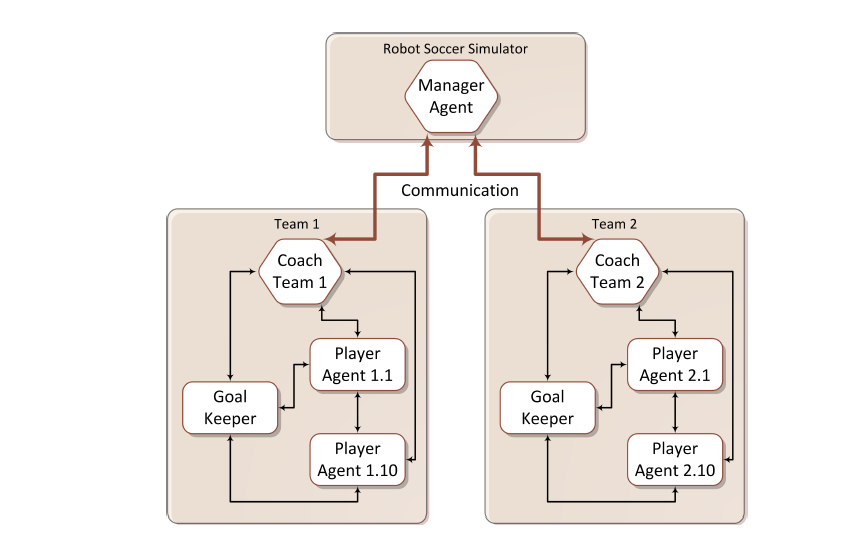 Robot Soccer Simulator
Manager
Agent
Communication
Team 1
Coach
Team 1
Player
Agent 1.1
Goal
Keeper
Player
Agent 1.10
Team 2
Coach
Team 2
Player
Agent 2.1
Goal
Keeper
Player
Agent 2.10